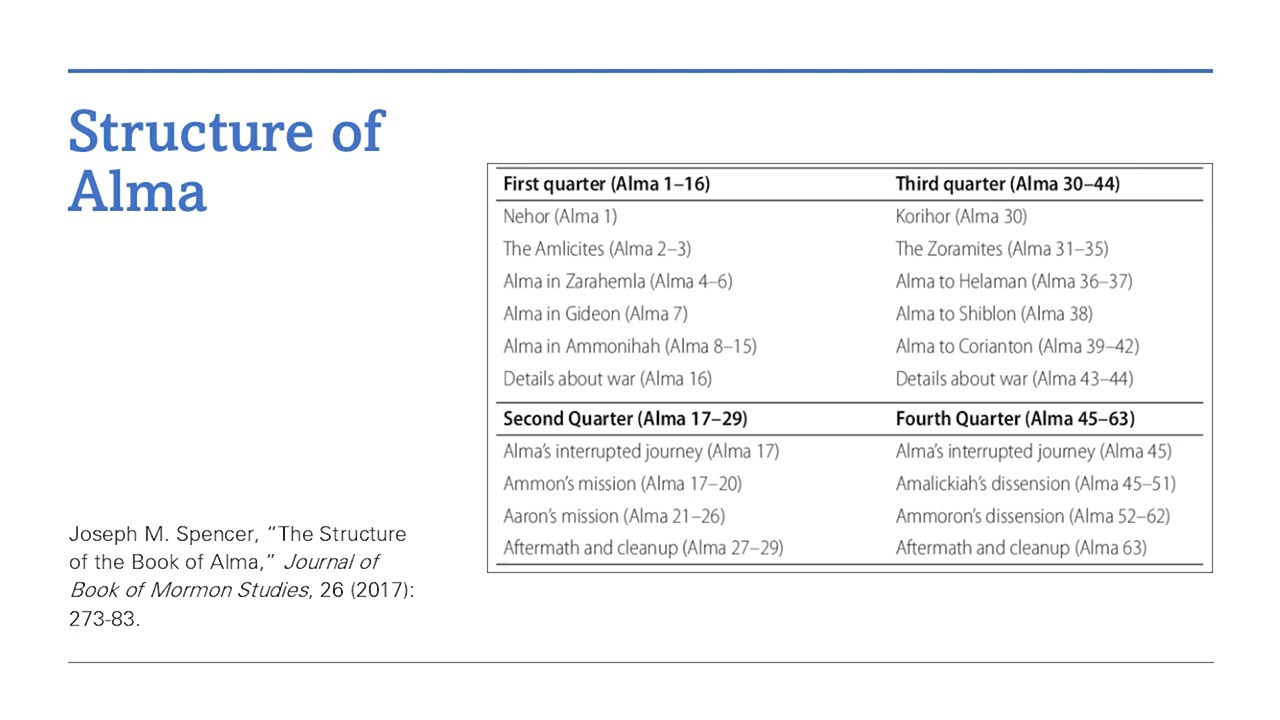 Structure of
Alma
First quarter (Alma 1–16) Third quarter (Alma 30–44)
Nehor (Alma 1) Korihor (Alma 30)
The Amlicites (Alma 2–3) The Zoramites (Alma 31–35)
Alma in Zarahemla (Alma 4–6) Alma to Helaman (Alma 36–37)
Alma in Gideon (Alma 7) Alma to Shiblon (Alma 38)
Alma in Ammonihah (Alma 8–15) Alma to Corianton (Alma 39–42)
Details about war (Alma 16) Details about war (Alma 43–44)
Second Quarter (Alma 17–29) Fourth Quarter (Alma 45–63)
Alma’s interrupted journey (Alma 17) Alma’s interrupted journey (Alma 45)
Ammon’s mission (Alma 17–20) Amalickiah’s dissension (Alma 45–51)
Aaron’s mission (Alma 21–26) Ammoron’s dissension (Alma 52–62)
Aftermath and cleanup (Alma 27–29) Aftermath and cleanup (Alma 63)
Joseph M. Spencer, “The Structure
of the Book of Alma,” Journal of
Book of Mormon Studies, 26 (2017):
273-83.